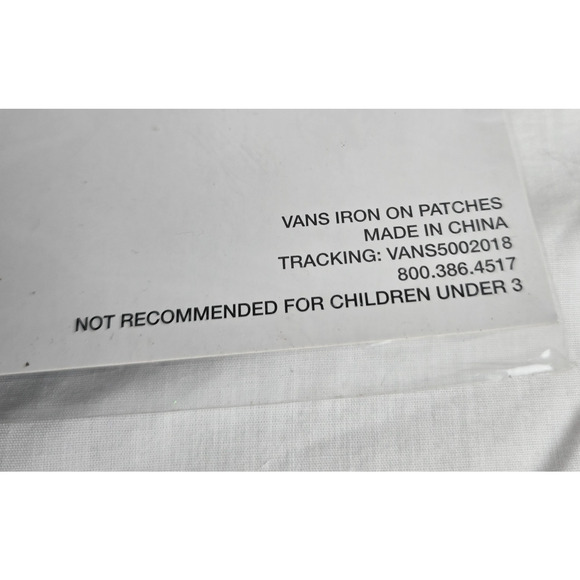 VANS IRON ON PATCHES
MADE IN CHINA
TRACKING: VANS5002018
800.386.4517
NOT RECOMMENDED FOR CHILDREN UNDER 3